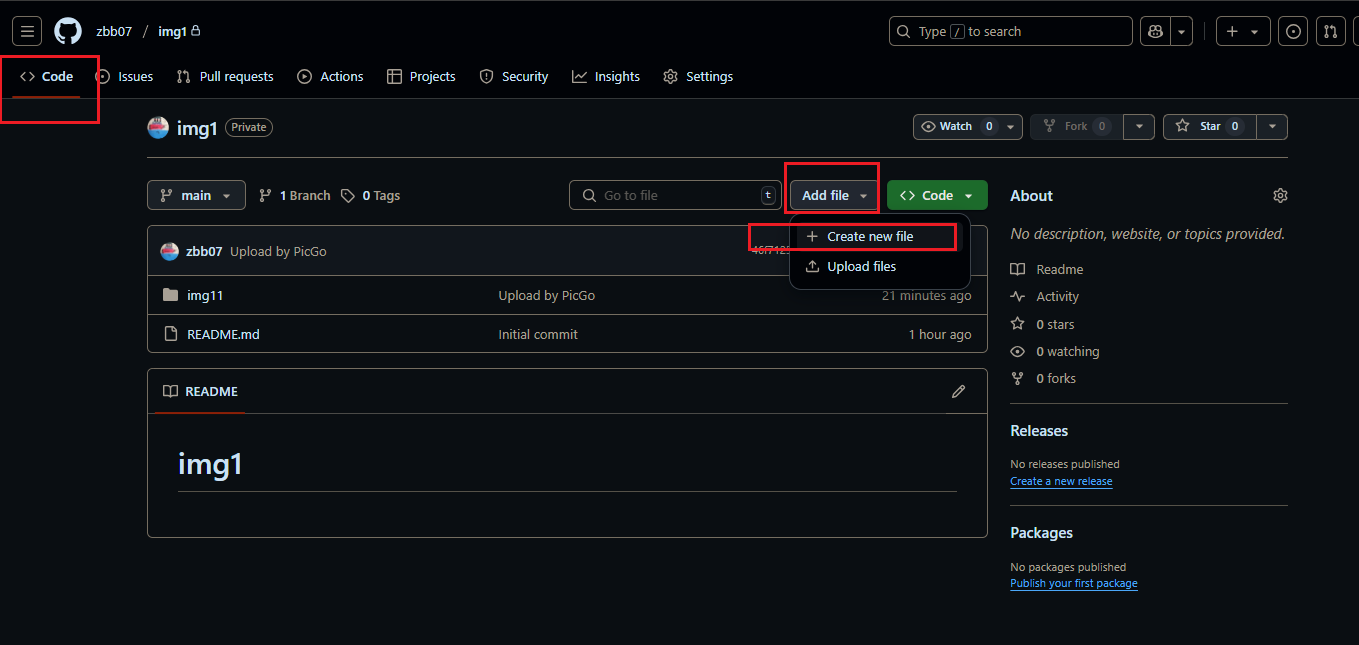 zbb07 / img1
Type / to search
Code Issues Pull requests Actions Projects Security Insights Settings
img1 Private
Watch 0 Fork 0 Star 0
main 1 Branch 0 Tags
Go to file t
Add file
Code
Create new file
Upload files
zbb07 Upload by PicGo
img11 Upload by PicGo 21 minutes ago
README.md Initial commit 1 hour ago
README
img1
About
No description, website, or topics provided.
Readme
Activity
0 stars
0 watching
0 forks
Releases
No releases published
Create a new release
Packages
No packages published
Publish your first package